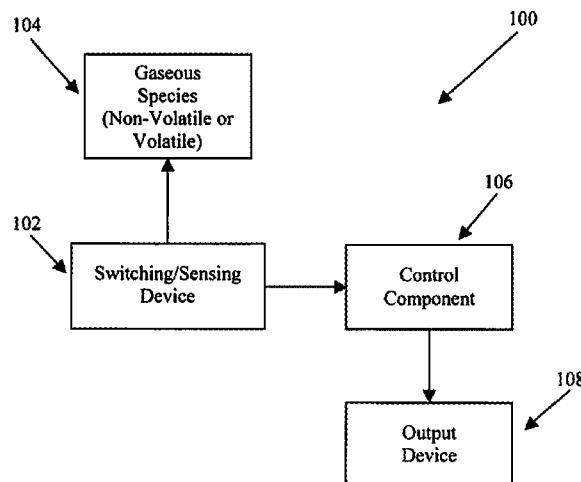 104
100
Gaseous
Species
(Non-Volatile or
Volatile)
106
102
Switching/Sensing
Device
Control
Component
108
Output
Device